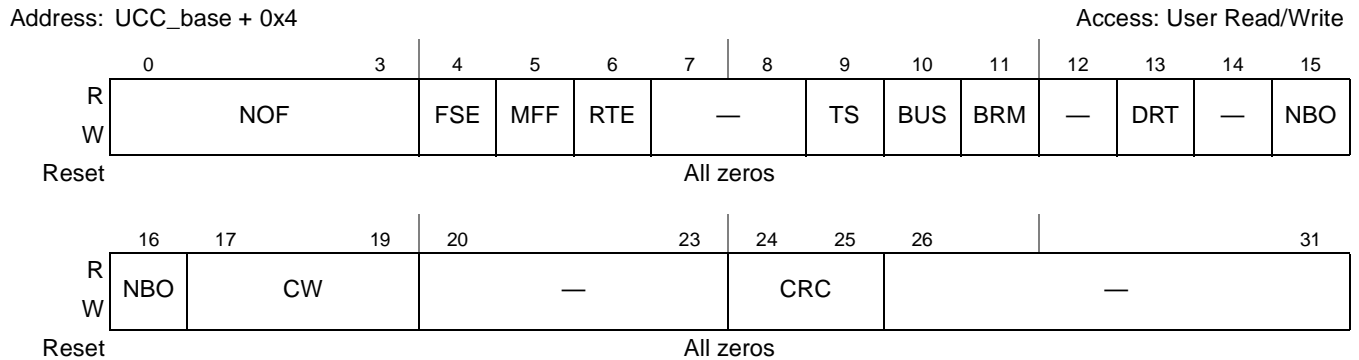 Address: UCC_base + 0x4 Access: User Read/Write
0 3 4 5 6 7 8 9 10 11 12 13 14 15
R
W
NOF FSE MFF RTE — TS BUS BRM — DRT — NBO
Reset All zeros
16 17 19 20 23 24 25 26 31
R
W
NBO CW — CRC —
Reset All zeros